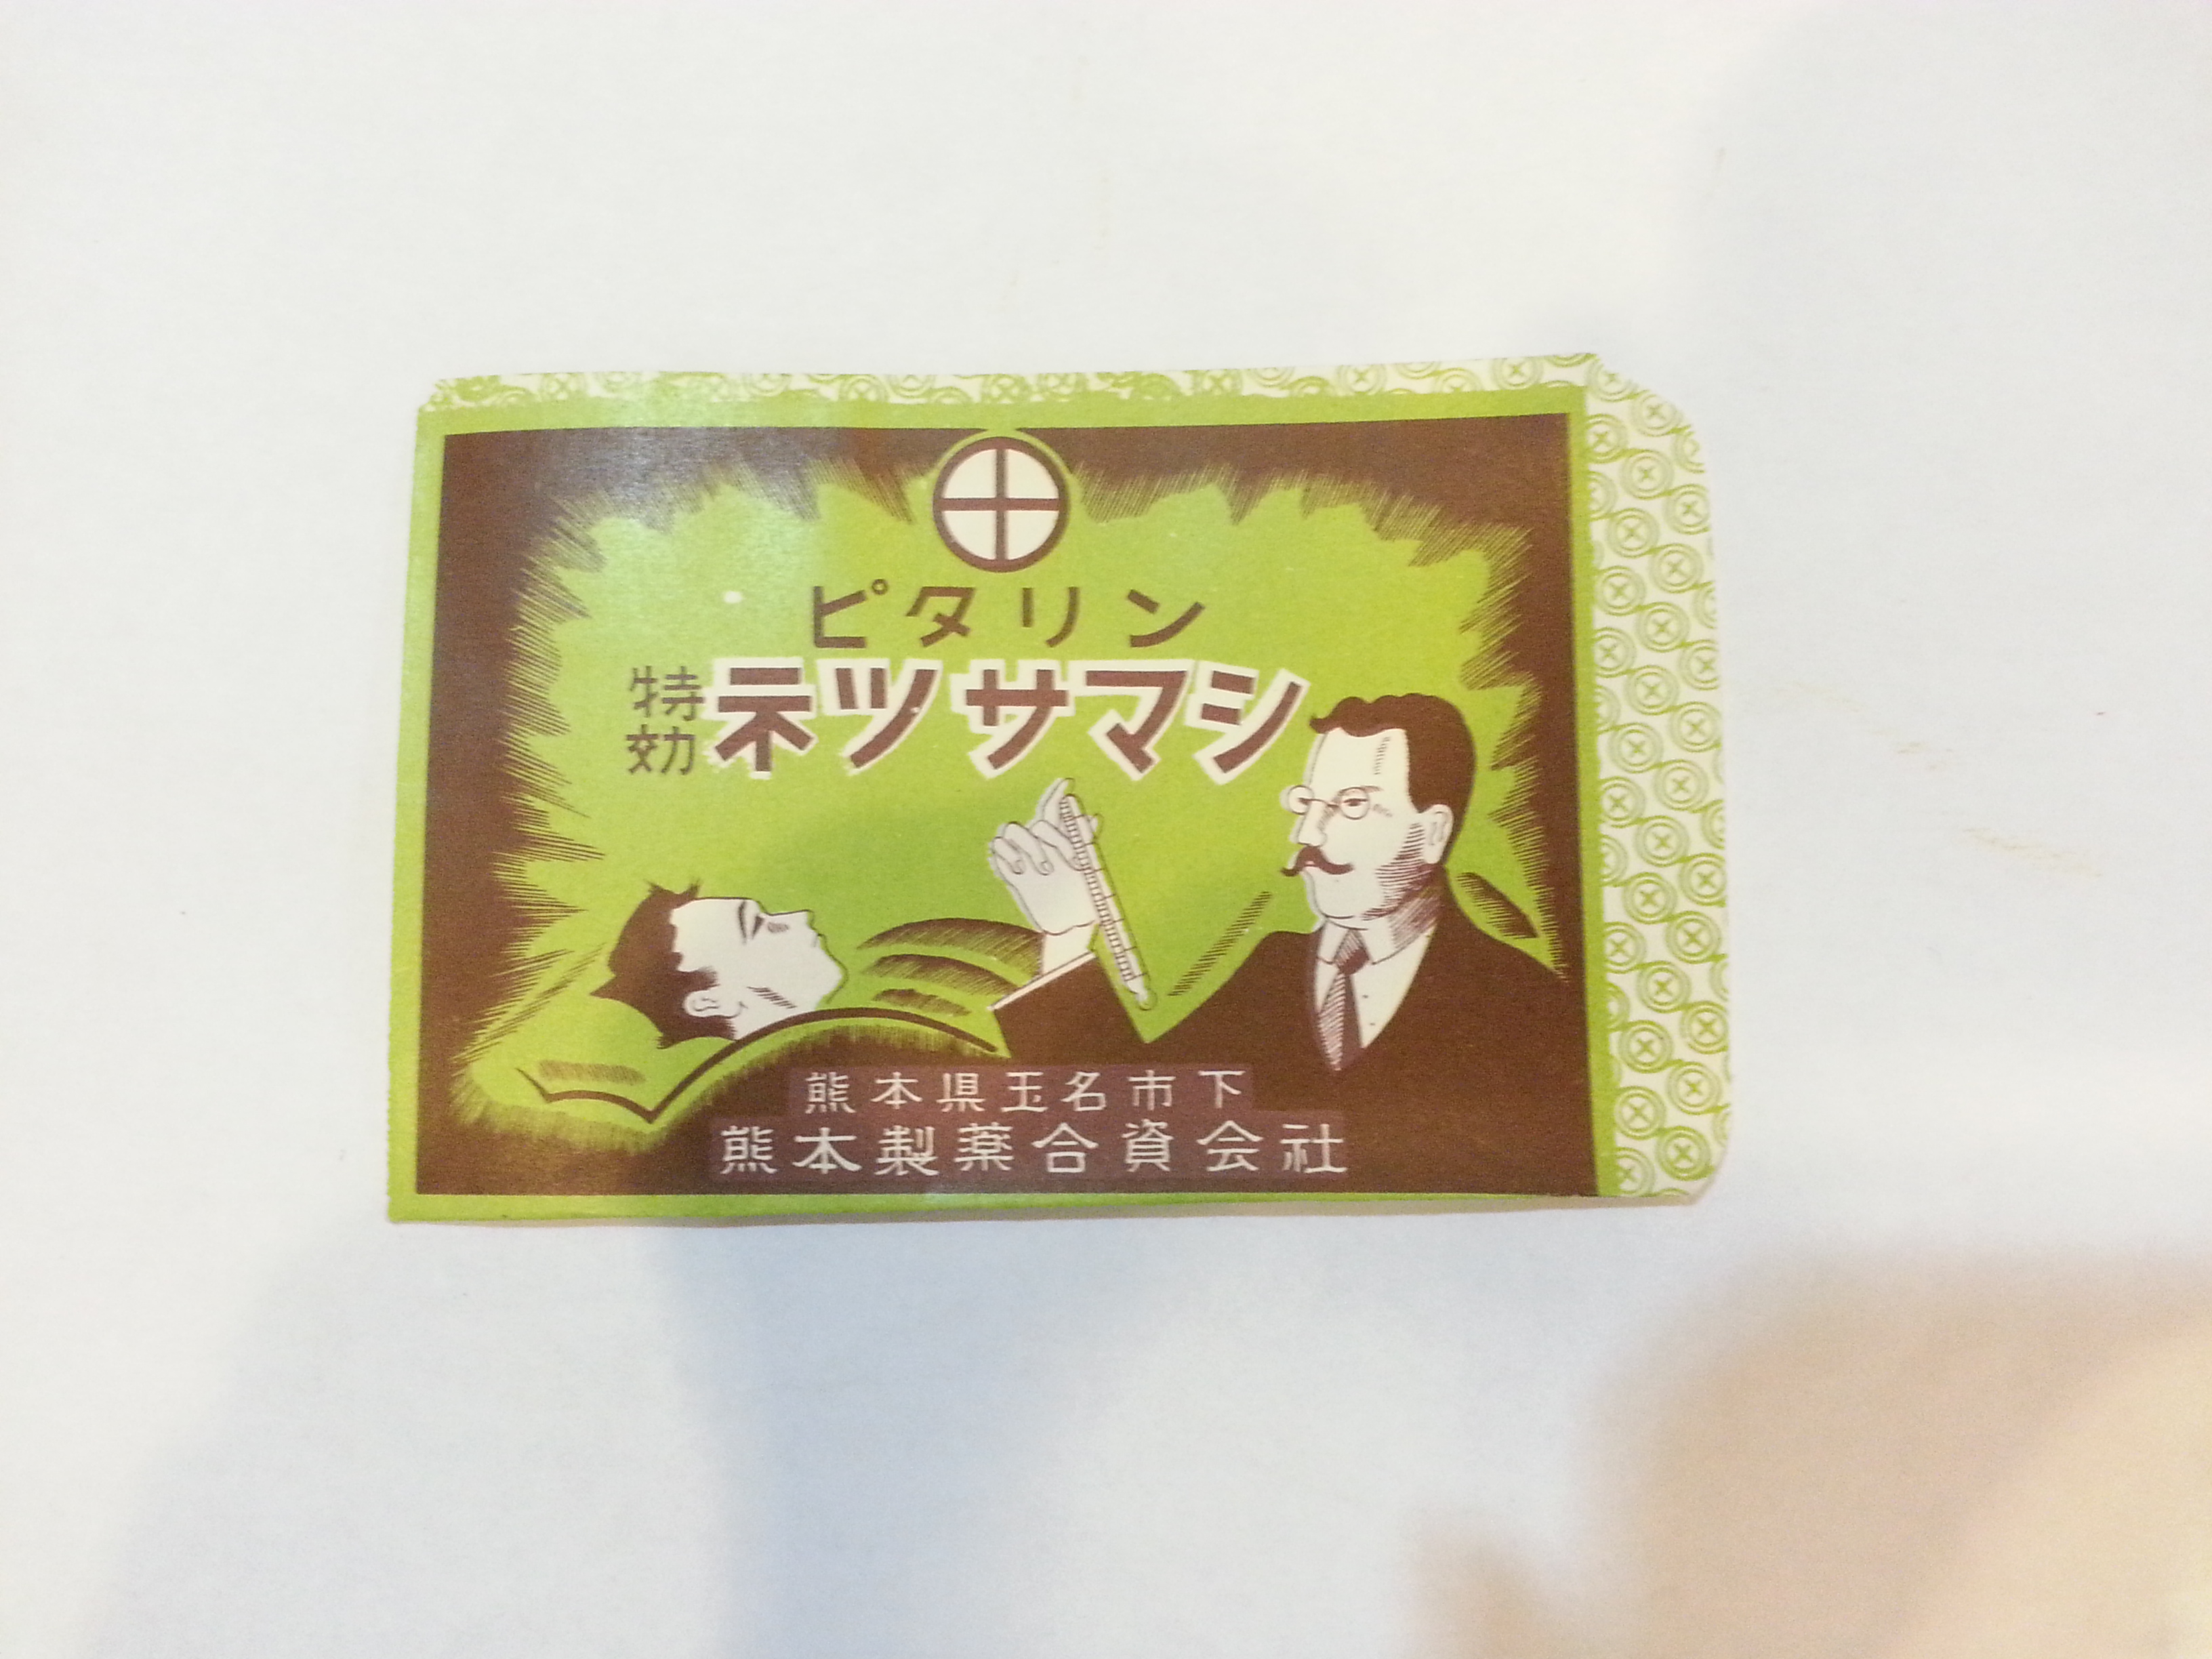 ピタリン
特効
ネツサマシ
熊本県玉名市下
熊本製薬合資会社